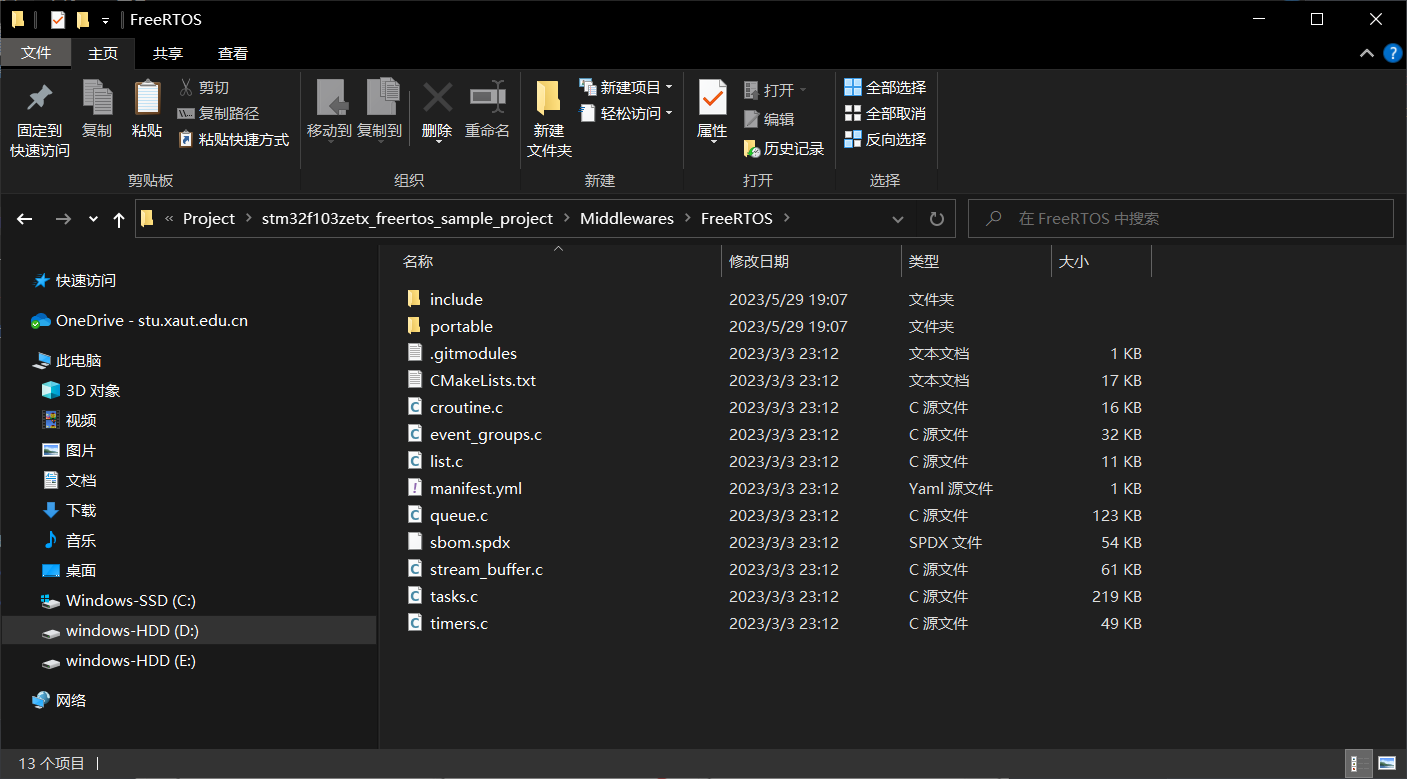 FreeRTOS
文件 主页 共享 查看
固定到
快速访问
复制
粘贴
剪切
复制路径
粘贴快捷方式
剪贴板
移动到
复制到
删除
重命名
组织
新建
文件夹
新建项目
轻松访问
新建
属性
打开
编辑
历史记录
打开
全部选择
全部取消
反向选择
选择
« Project > stm32f103zetx_freertos_sample_project > Middlewares > FreeRTOS >
在 FreeRTOS 中搜索
快速访问
OneDrive - stu.xaut.edu.cn
此电脑
3D 对象
视频
图片
文档
下载
音乐
桌面
Windows-SSD (C:)
windows-HDD (D:)
windows-HDD (E:)
网络
名称 修改日期 类型 大小
include 2023/5/29 19:07 文件夹
portable 2023/5/29 19:07 文件夹
.gitmodules 2023/3/3 23:12 文本文档 1 KB
CMakeLists.txt 2023/3/3 23:12 文本文档 17 KB
croutine.c 2023/3/3 23:12 C 源文件 16 KB
event_groups.c 2023/3/3 23:12 C 源文件 32 KB
list.c 2023/3/3 23:12 C 源文件 11 KB
manifest.yml 2023/3/3 23:12 Yaml 源文件 1 KB
queue.c 2023/3/3 23:12 C 源文件 123 KB
sbom.spdx 2023/3/3 23:12 SPDX 文件 54 KB
stream_buffer.c 2023/3/3 23:12 C 源文件 61 KB
tasks.c 2023/3/3 23:12 C 源文件 219 KB
timers.c 2023/3/3 23:12 C 源文件 49 KB
13 个项目